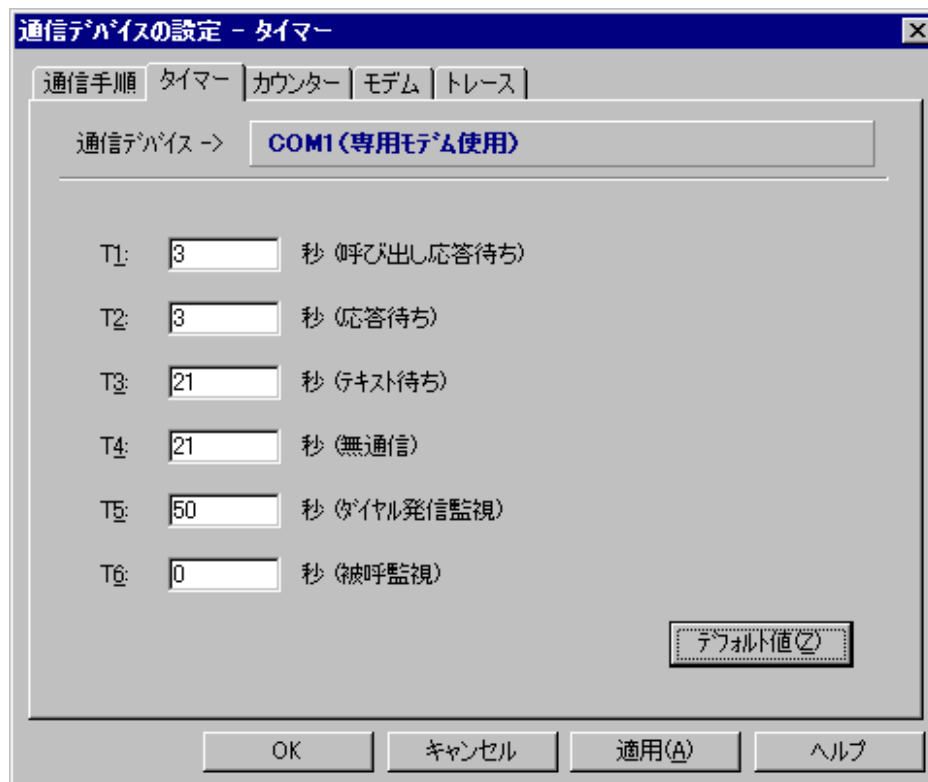 通信ﾃﾞﾊﾞｲｽの設定 － タイマー
通信手順 タイマー カウンター モデム トレース
通信ﾃﾞﾊﾞｲｽ -> COM1(専用ﾓﾃﾞﾑ使用)
T1: 3 秒 (呼び出し応答待ち)
T2: 3 秒 (応答待ち)
T3: 21 秒 (ﾃｷｽﾄ待ち)
T4: 21 秒 (無通信)
T5: 50 秒 (ﾀﾞｲﾔﾙ発信監視)
T6: 0 秒 (被呼監視)
ﾃﾞﾌｫﾙﾄ値(Z)
OK キャンセル 適用(A) ヘルプ